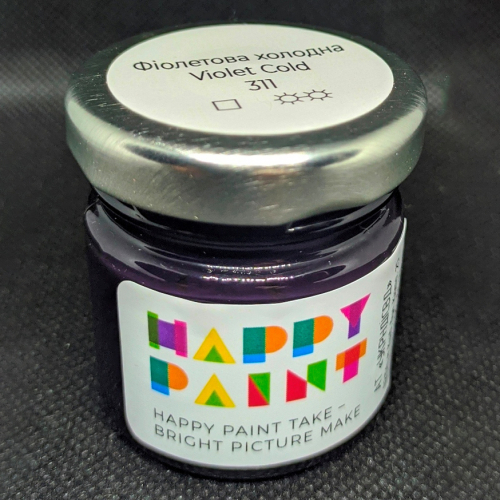 Фіолетова холодна
Violet Cold
311
HAPPY
PAINT
HAPPY PAINT TAKE –
BRIGHT PICTURE MAKE